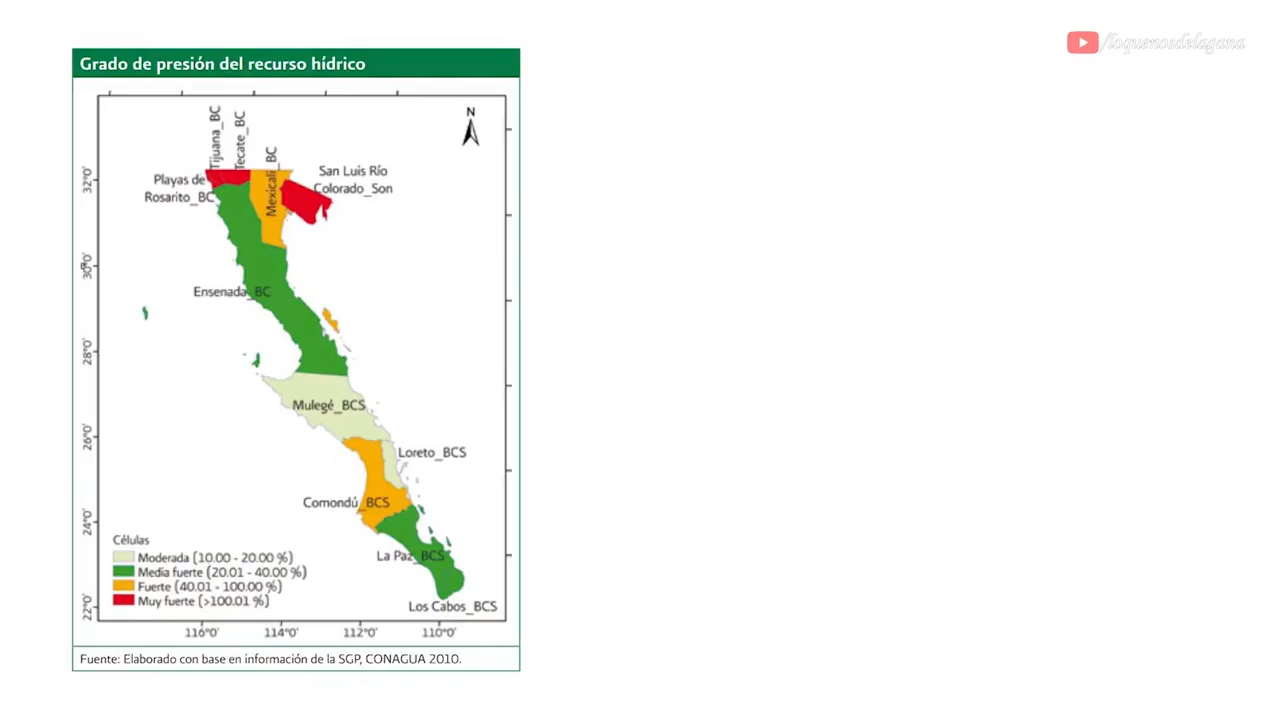 /loquenosdelagana
Grado de presión del recurso hídrico
N
Tijuana_BC
Tecate_BC
Mexicali_BC
San Luis Río
Colorado_Son
Playas de
Rosarito_BC
Ensenada_BC
Mulegé_BCS
Loreto_BCS
Comondú_BCS
La Paz_BCS
Los Cabos_BCS
32°0'
30°0'
28°0'
26°0'
24°0'
22°0'
Células
Moderada (10.00 - 20.00 %)
Media fuerte (20.01 - 40.00 %)
Fuerte (40.01 - 100.00 %)
Muy fuerte (>100.01 %)
116°0' 114°0' 112°0' 110°0'
Fuente: Elaborado con base en información de la SGP, CONAGUA 2010.